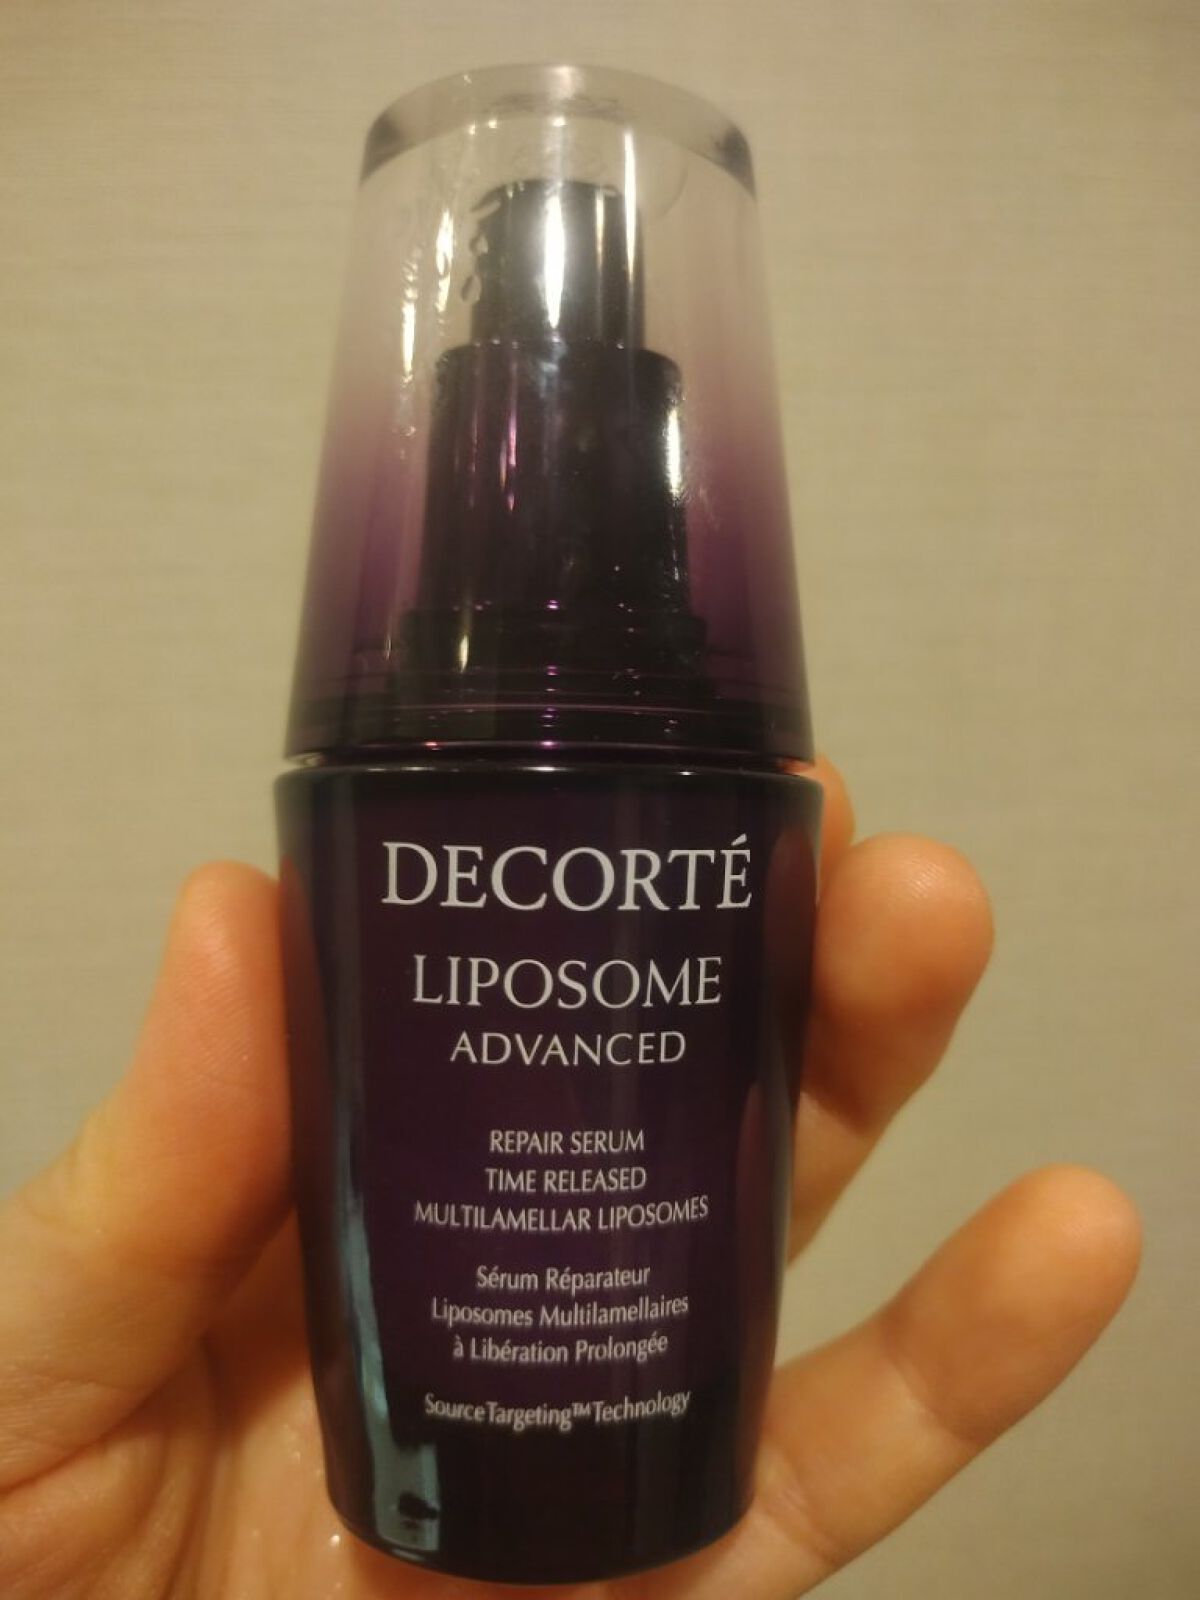 DECORTÉ
LIPOSOME
ADVANCED
REPAIR SERUM
TIME RELEASED
MULTILAMELLAR LIPOSOMES
Sérum Réparateur
Liposomes Multilamellaires
à Libération Prolongée
SourceTargeting™Technology